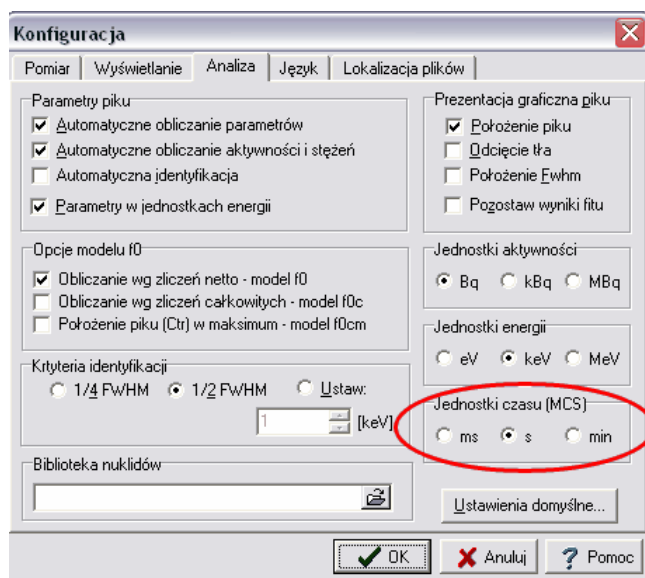 Konfiguracja
Pomiar Wyświetlanie Analiza Język Lokalizacja plików
Parametry piku
Automatyczne obliczanie parametrów
Automatyczne obliczanie aktywności i stężeń
Automatyczna identyfikacja
Parametry w jednostkach energii
Prezentacja graficzna piku
Położenie piku
Odcięcie tła
Położenie Fwhm
Pozostaw wyniki fitu
Opcje modelu f0
Obliczanie wg zliczeń netto - model f0
Obliczanie wg zliczeń całkowitych - model f0c
Położenie piku (Ctr) w maksimum - model f0cm
Jednostki aktywności
Bq kBq MBq
Jednostki energii
eV keV MeV
Krtyteria identyfikacji
1/4 FWHM 1/2 FWHM Ustaw:
1 [keV]
Jednostki czasu (MCS)
ms s min
Biblioteka nuklidów
Ustawienia domyślne...
OK Anuluj Pomoc